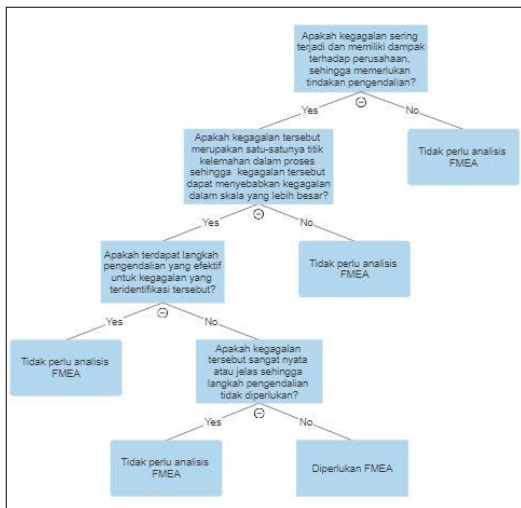 Apakah kegagalan sering
terjadi dan memiliki dampak
terhadap perusahaan,
sehingga memerlukan
tindakan pengendalian?
Yes
No
Apakah kegagalan tersebut
merupakan satu-satunya titik
kelemahan dalam proses
sehingga kegagalan tersebut
dapat menyebabkan kegagalan
dalam skala yang lebih besar?
Tidak perlu analisis
FMEA
Yes
No
Apakah terdapat langkah
pengendalian yang efektif
untuk kegagalan yang
teridentifikasi tersebut?
Tidak perlu analisis
FMEA
Yes
No
Tidak perlu analisis
FMEA
Apakah kegagalan
tersebut sangat nyata
atau jelas sehingga
langkah pengendalian
tidak diperlukan?
Yes
No
Tidak perlu analisis
FMEA
Diperlukan FMEA